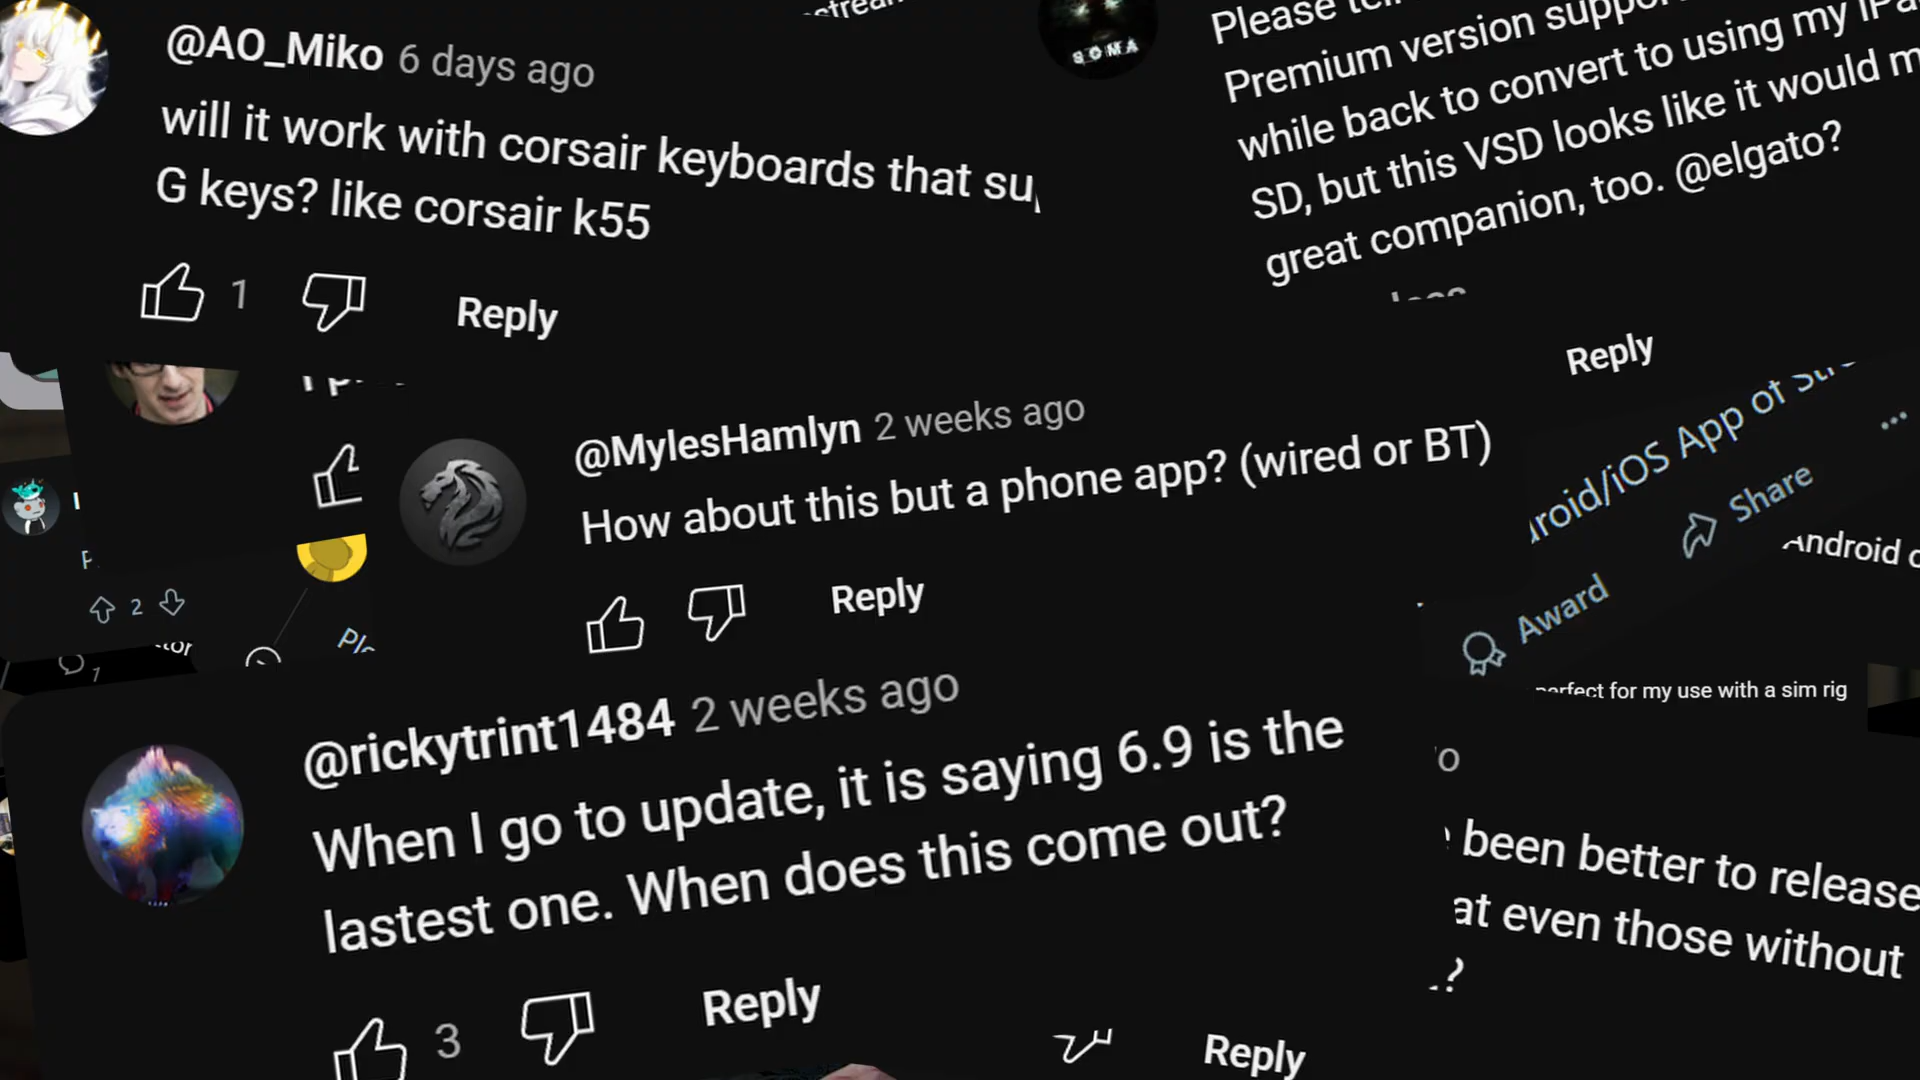 @AO_Miko 6 days ago
will it work with corsair keyboards that
G keys? like corsair k55
1
Reply
SOMA
Please
Premium version
while back to convert to using my
SD, but this VSD looks like it would
great companion, too. @elgato?
Reply
@MylesHamlyn 2 weeks ago
How about this but a phone app? (wired or BT)
Reply
2
/iOS App of
Share
Award
Android
perfect for my use with a sim rig
@rickytrint1484 2 weeks ago
When I go to update, it is saying 6.9 is the
lastest one. When does this come out?
3
Reply
been better to release
even those without
?
Reply
1